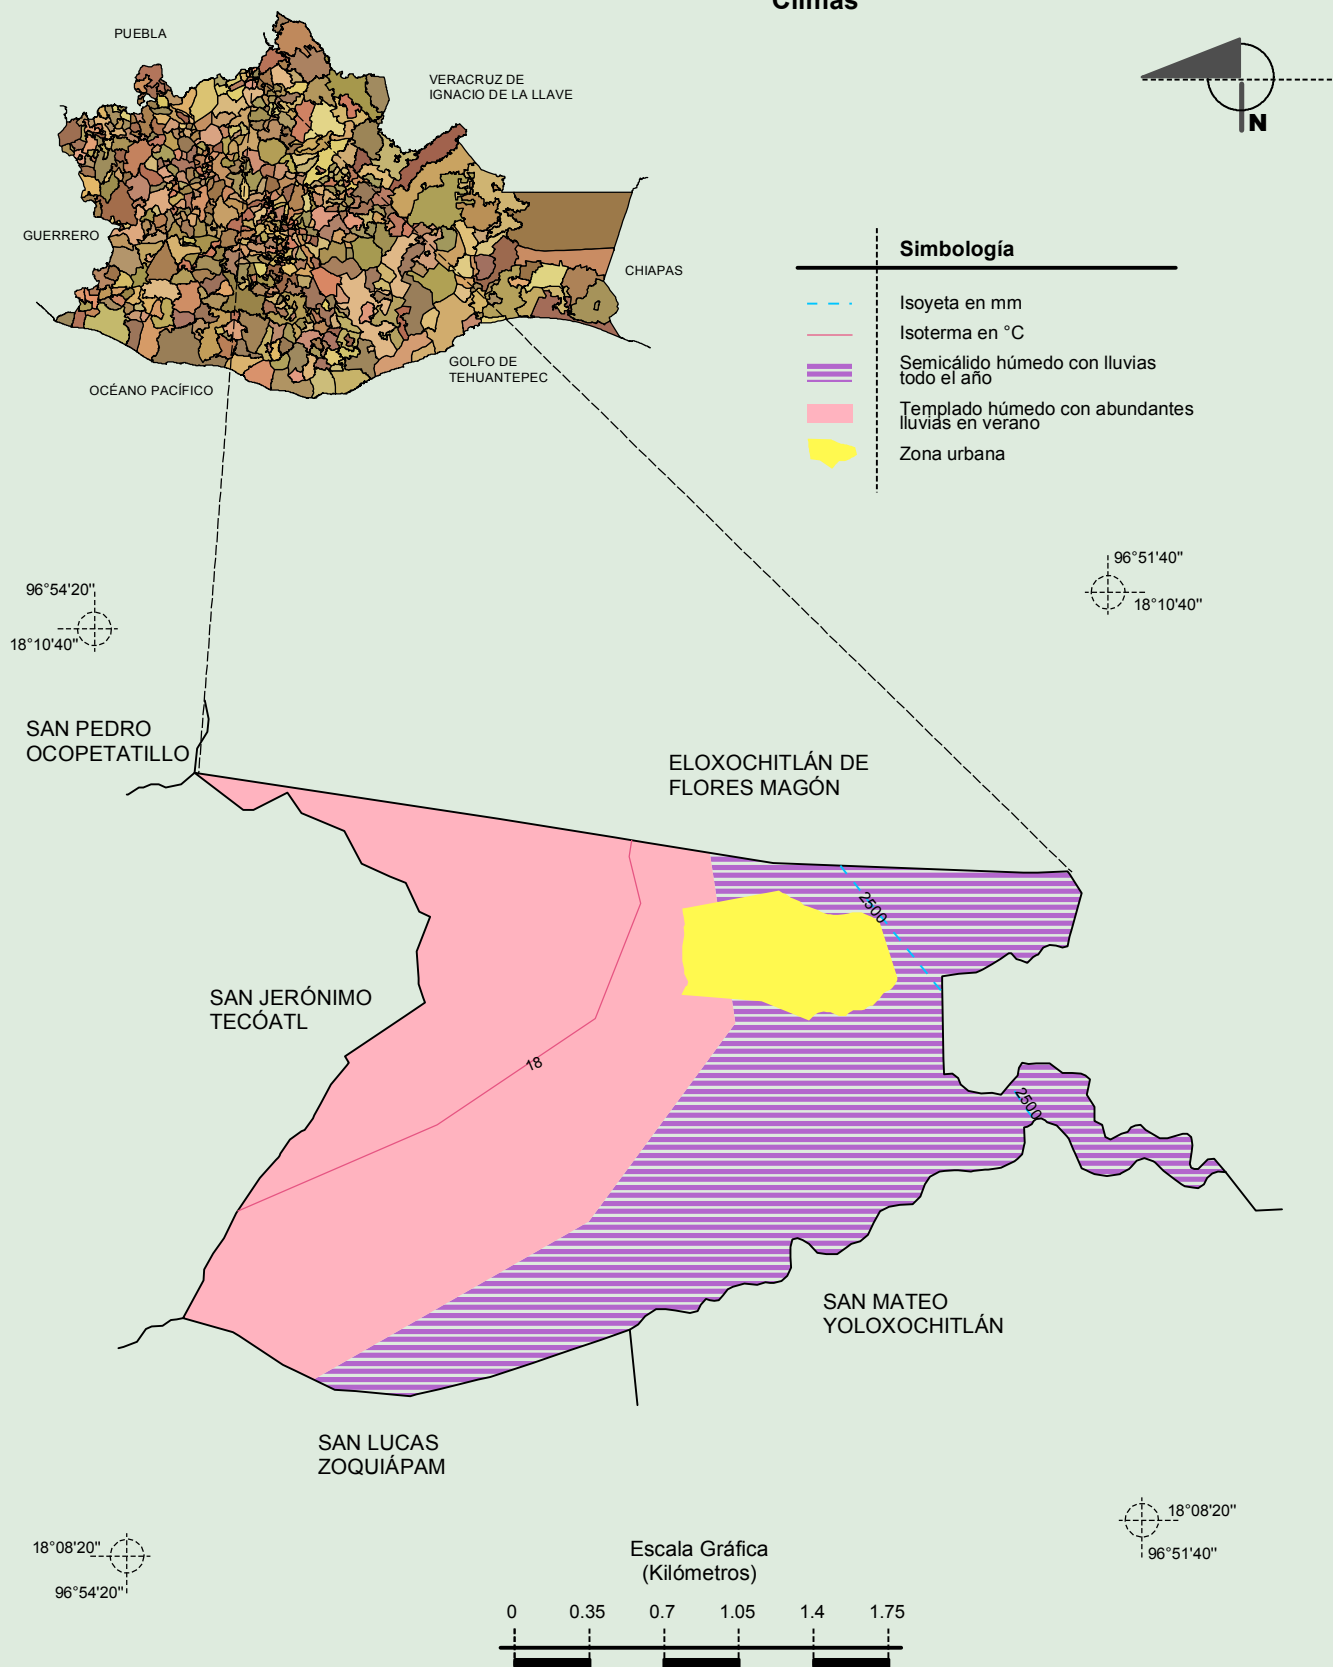 Climas
PUEBLA
VERACRUZ DE
IGNACIO DE LA LLAVE
N
GUERRERO
CHIAPAS
GOLFO DE
TEHUANTEPEC
OCÉANO PACÍFICO
Simbología
Isoyeta en mm
Isoterma en °C
Semicálido húmedo con lluvias
todo el año
Templado húmedo con abundantes
lluvias en verano
Zona urbana
96°51'40"
18°10'40"
96°54'20"
18°10'40"
SAN PEDRO
OCOPETATILLO
ELOXOCHITLÁN DE
FLORES MAGÓN
2500
SAN JERÓNIMO
TECÓATL
18
2500
SAN MATEO
YOLOXOCHITLÁN
SAN LUCAS
ZOQUIÁPAM
18°08'20"
96°54'20"
18°08'20"
96°51'40"
Escala Gráfica
(Kilómetros)
0 0.35 0.7 1.05 1.4 1.75